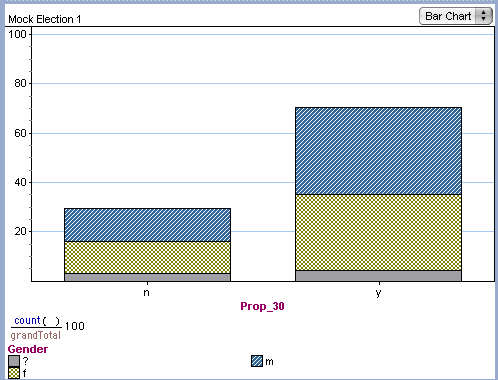 Mock Election 1
Bar Chart
100
80
60
40
20
n y
Prop_30
count( )
grandTotal
100
Gender
? m
f